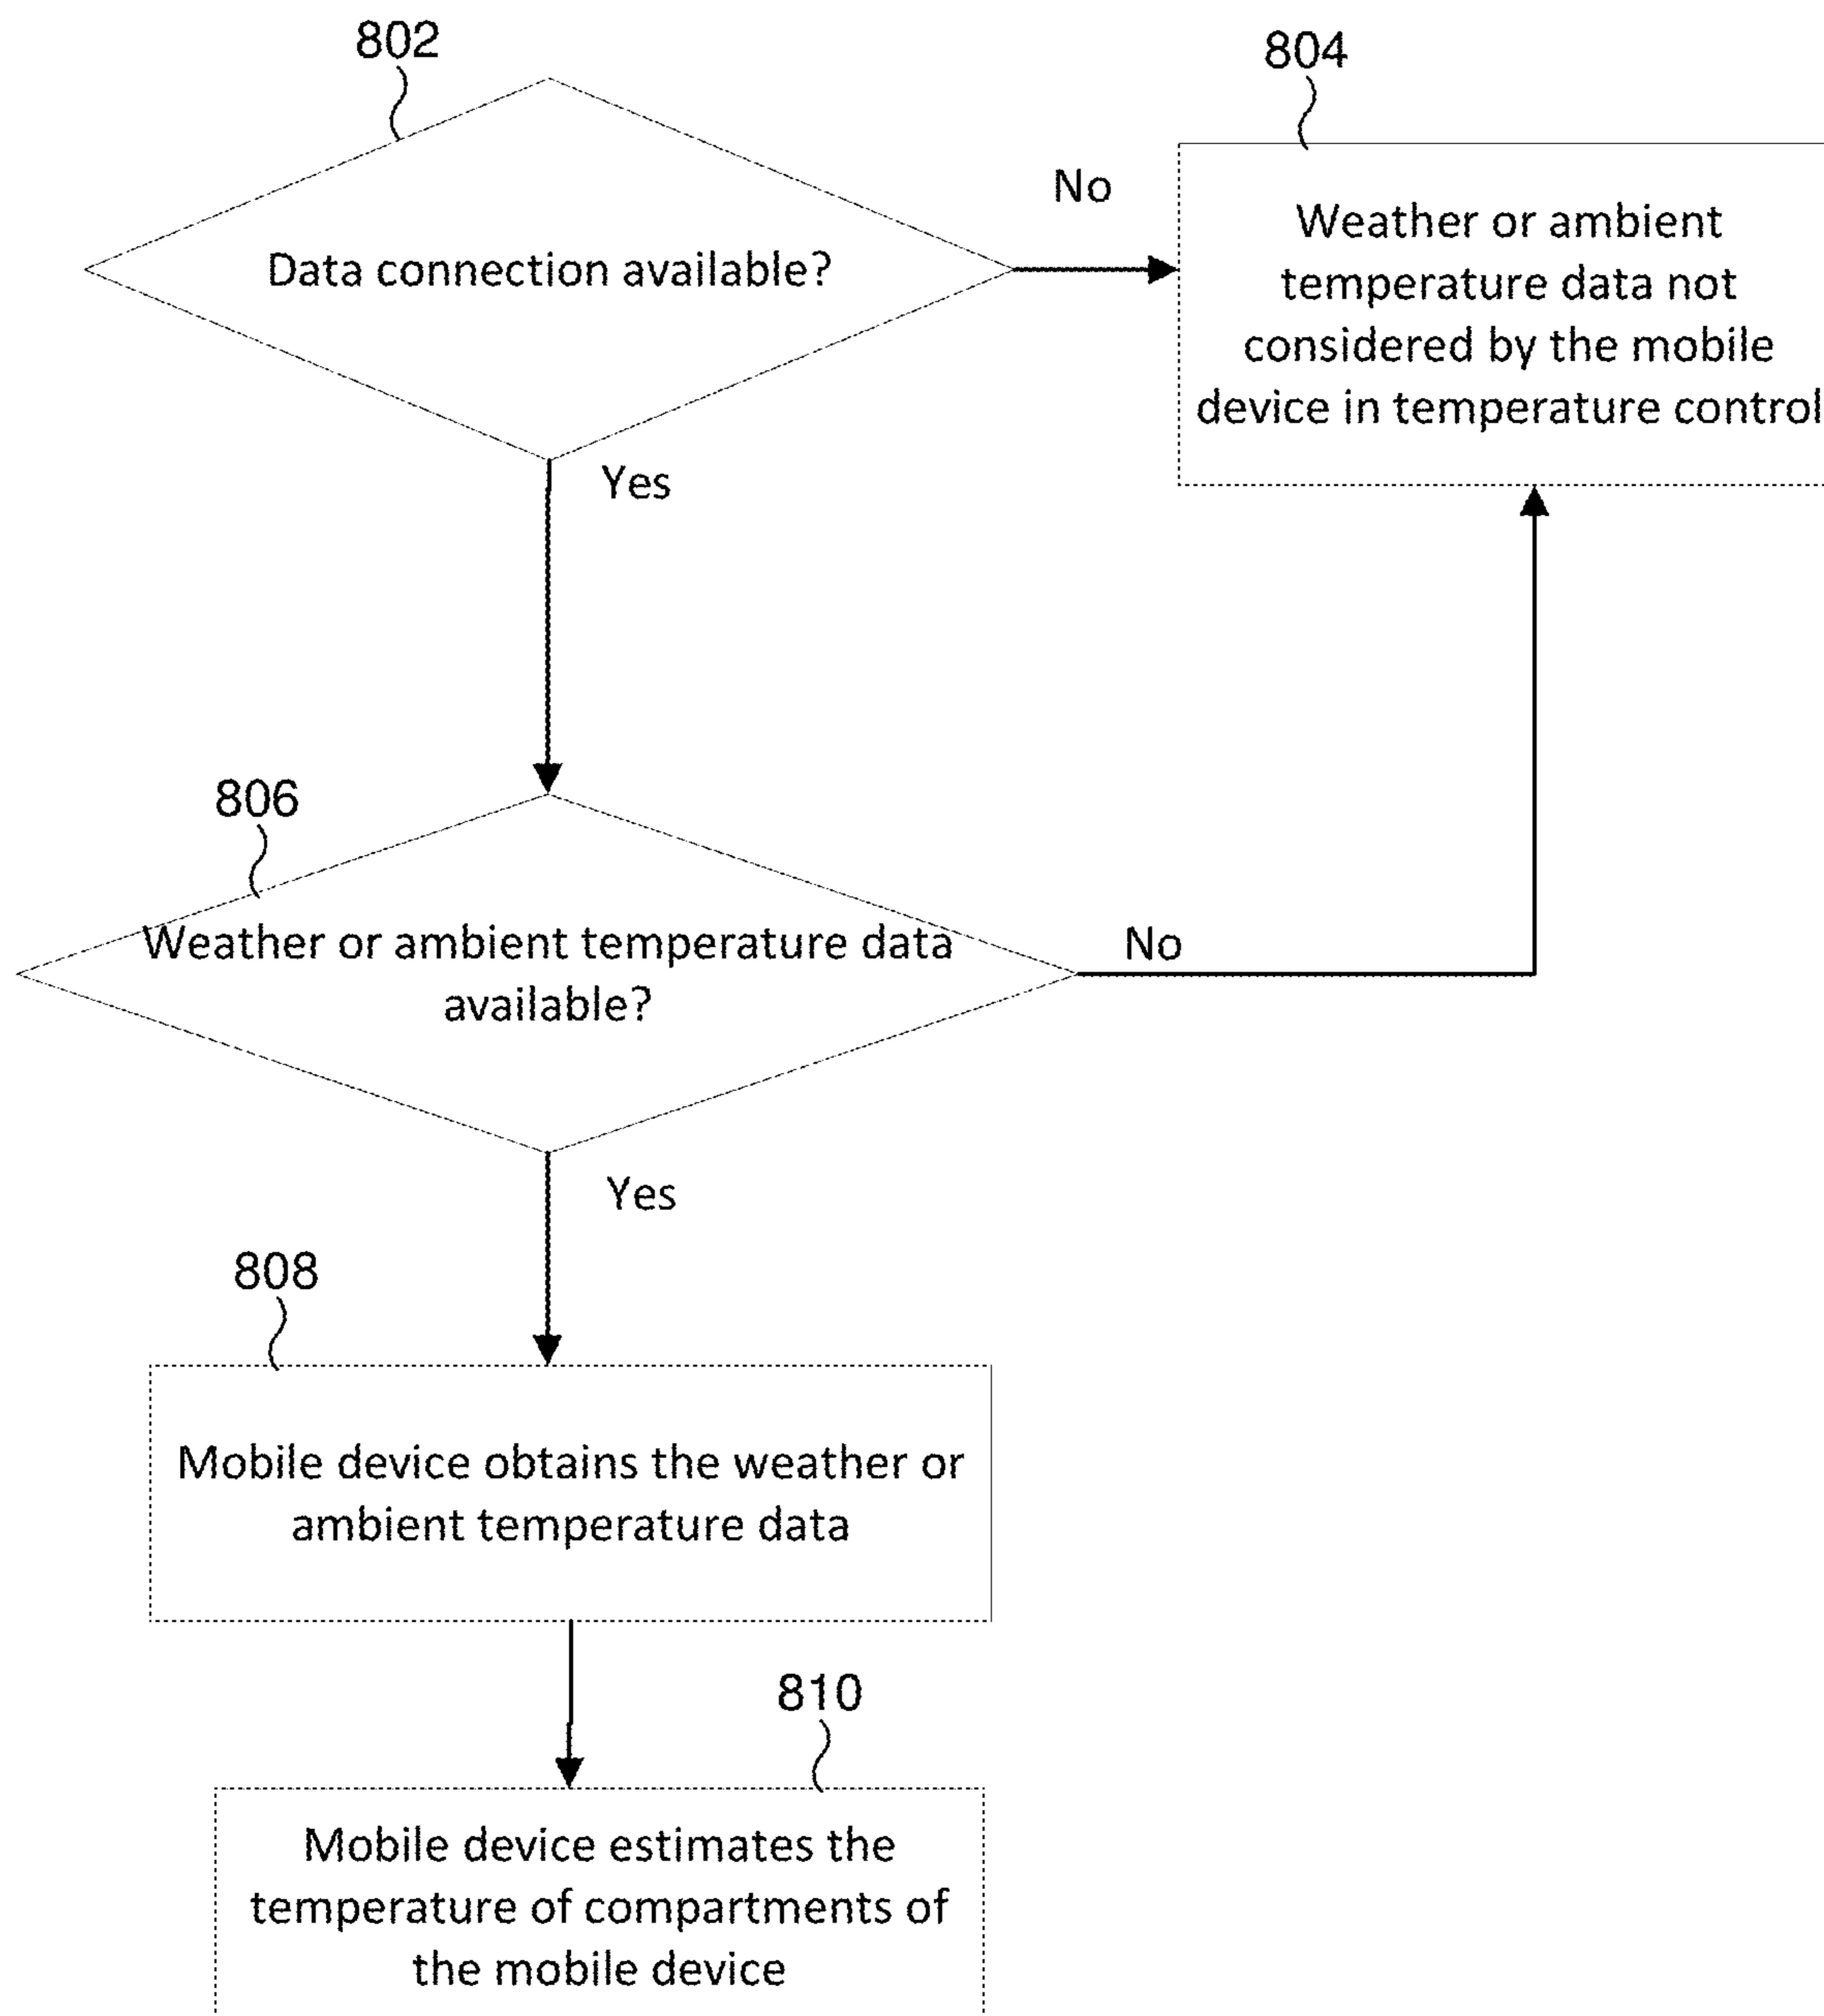 802
804
Data connection available?
No
Weather or ambient
temperature data not
considered by the mobile
device in temperature control
Yes
806
Weather or ambient temperature data
available?
No
Yes
808
Mobile device obtains the weather or
ambient temperature data
810
Mobile device estimates the
temperature of compartments of
the mobile device